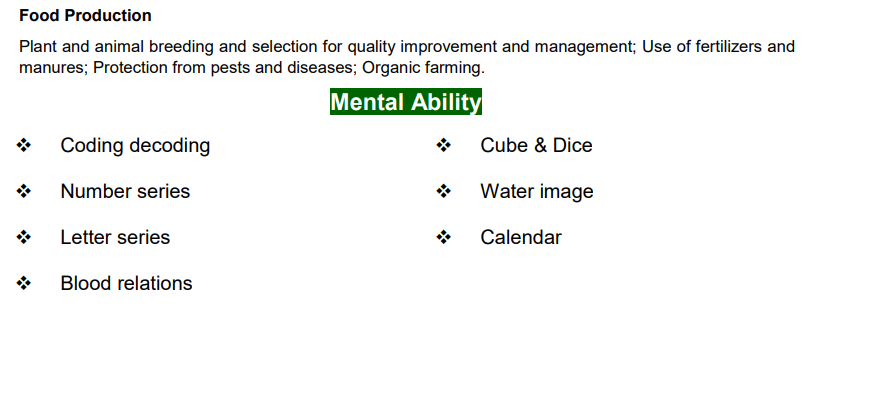 Food Production
Plant and animal breeding and selection for quality improvement and management; Use of fertilizers and
manures; Protection from pests and diseases; Organic farming.
Mental Ability
❖ Coding decoding
❖ Number series
❖ Letter series
❖ Blood relations
❖ Cube & Dice
❖ Water image
❖ Calendar